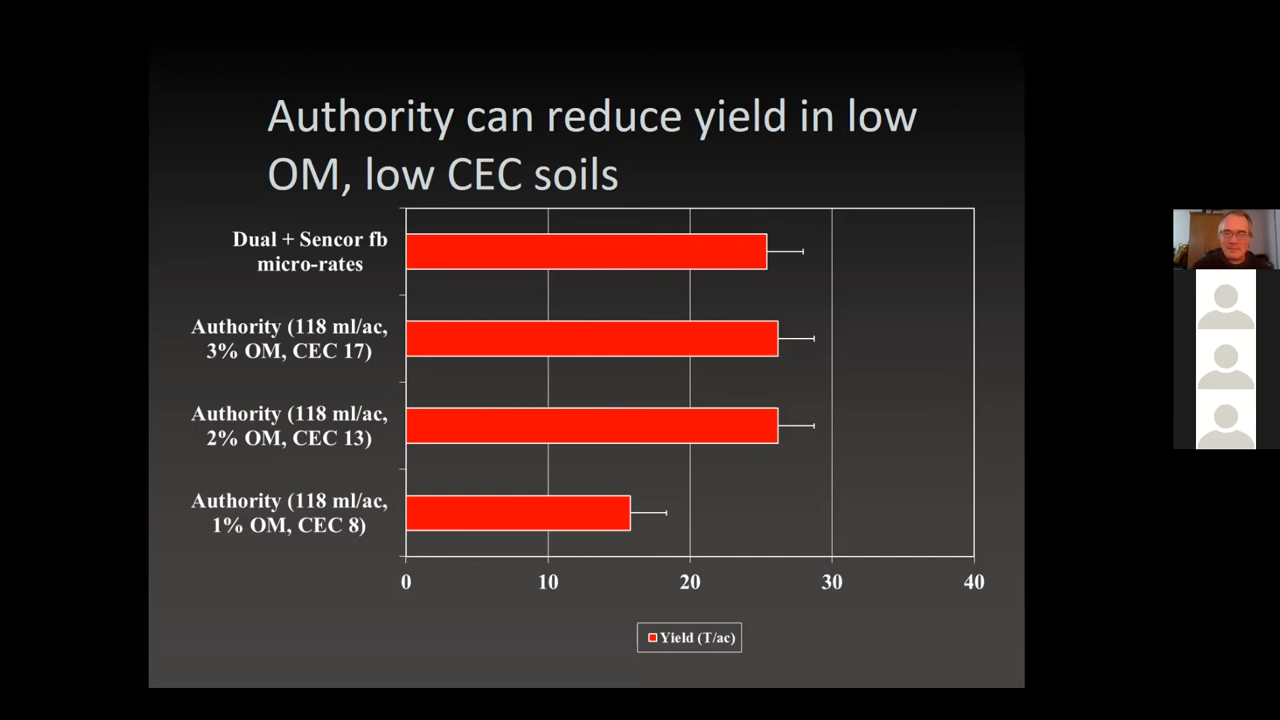 Authority can reduce yield in low
OM, low CEC soils
Dual + Sencor fb
micro-rates
Authority (118 ml/ac,
3% OM, CEC 17)
Authority (118 ml/ac,
2% OM, CEC 13)
Authority (118 ml/ac,
1% OM, CEC 8)
0 10 20 30 40
Yield (T/ac)